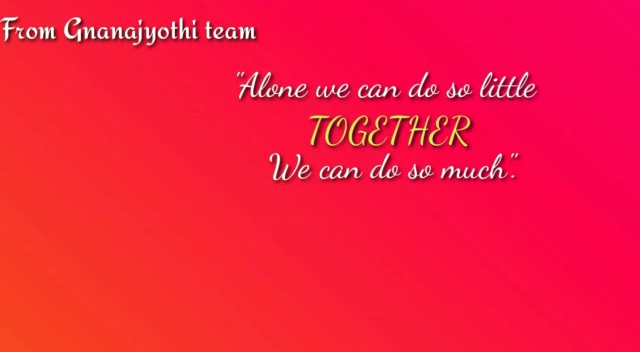 From Gnanajyothi team
"Alone we can do so little
TOGETHER
We can do so much".